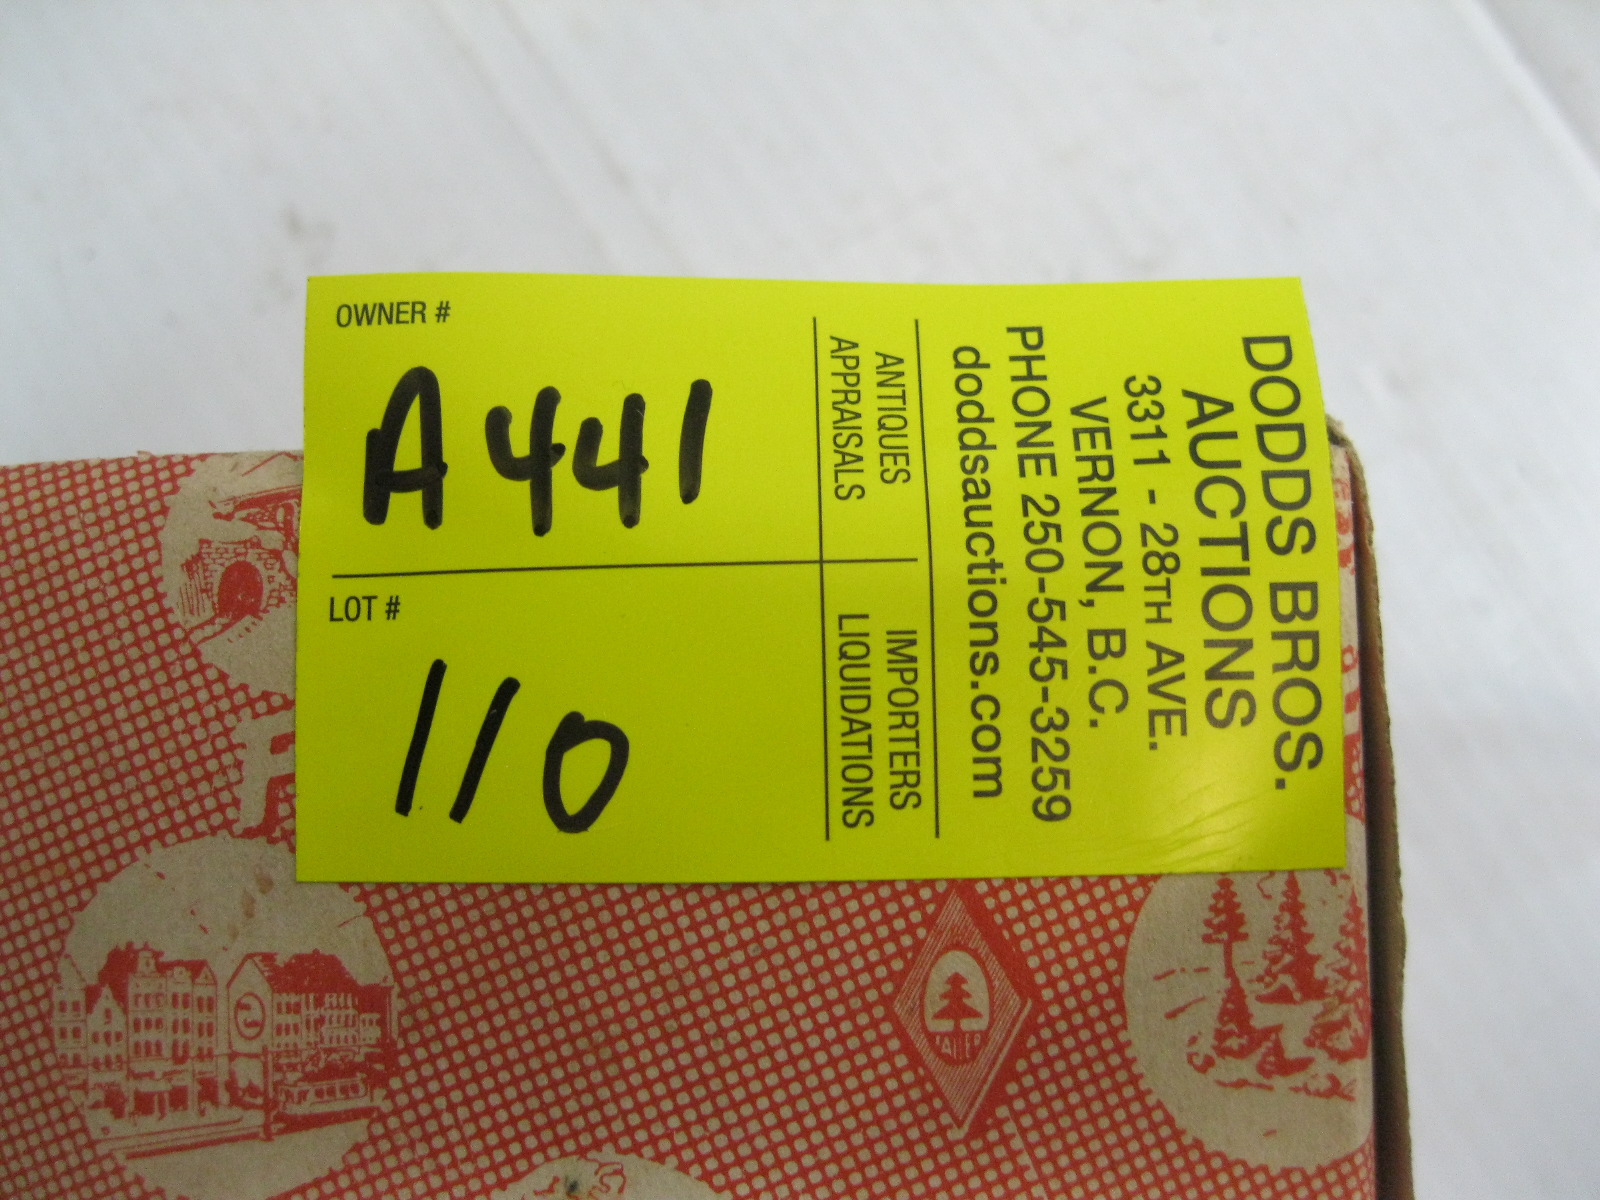 OWNER #
A441
LOT #
110
ANTIQUES
APPRAISALS
IMPORTERS
LIQUIDATIONS
DODDS BROS.
AUCTIONS
3311 - 28TH AVE.
VERNON, B.C.
PHONE 250-545-3259
doddsauctions.com
FALLER